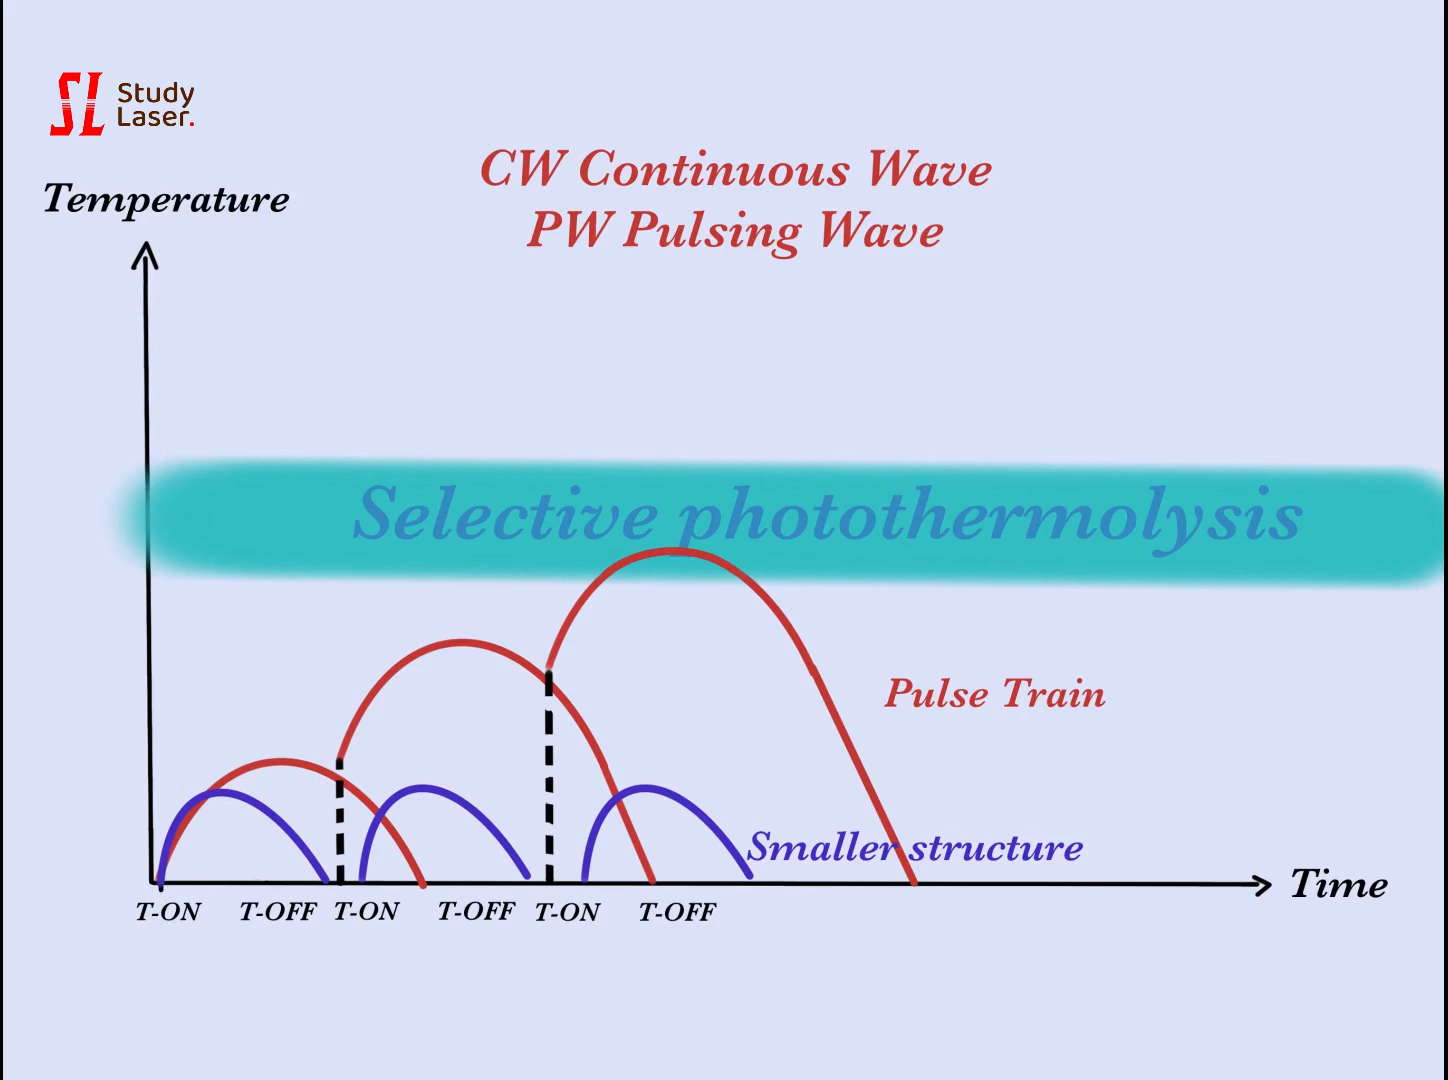 SL Study
Laser.
CW Continuous Wave
PW Pulsing Wave
Temperature
Selective photothermolysis
Pulse Train
Smaller structure
Time
T-ON T-OFF T-ON T-OFF T-ON T-OFF